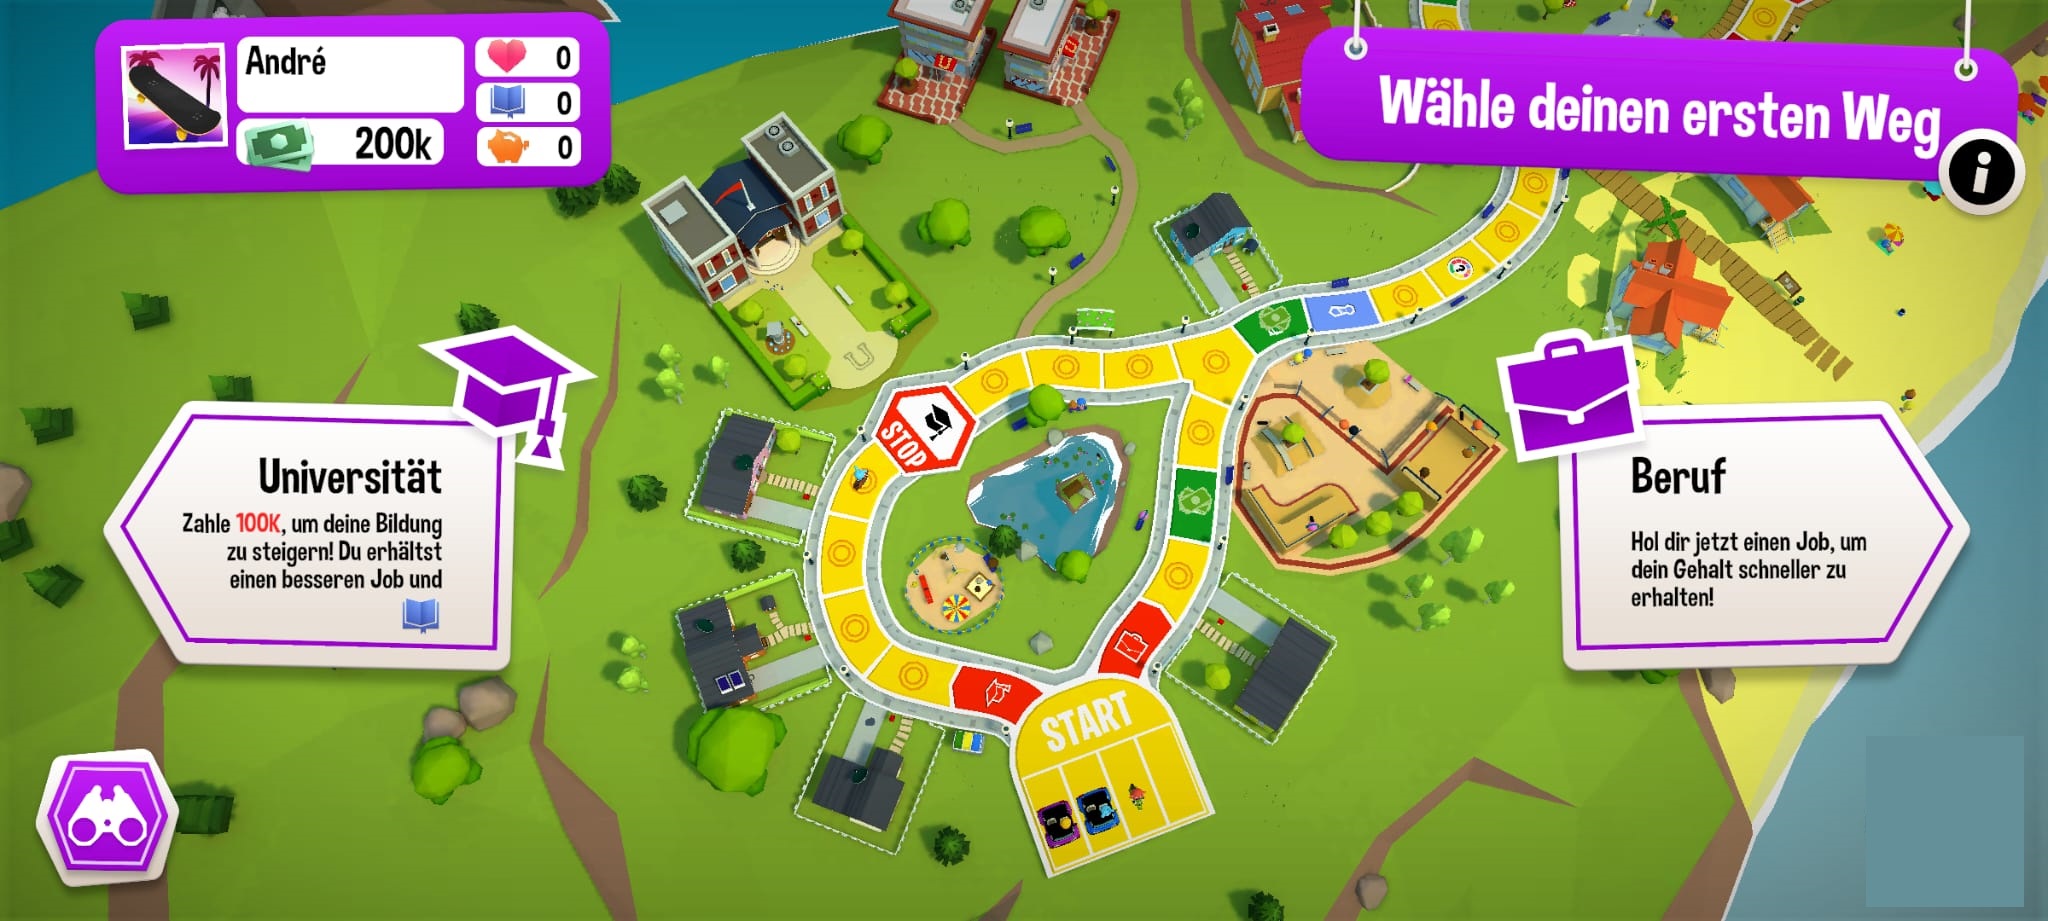 André
0
0
200k
0
Wähle deinen ersten Weg
i
Universität
Zahle 100K, um deine Bildung
zu steigern! Du erhältst
einen besseren Job und
Beruf
Hol dir jetzt einen Job, um
dein Gehalt schneller zu
erhalten!
STOP
U
?
START